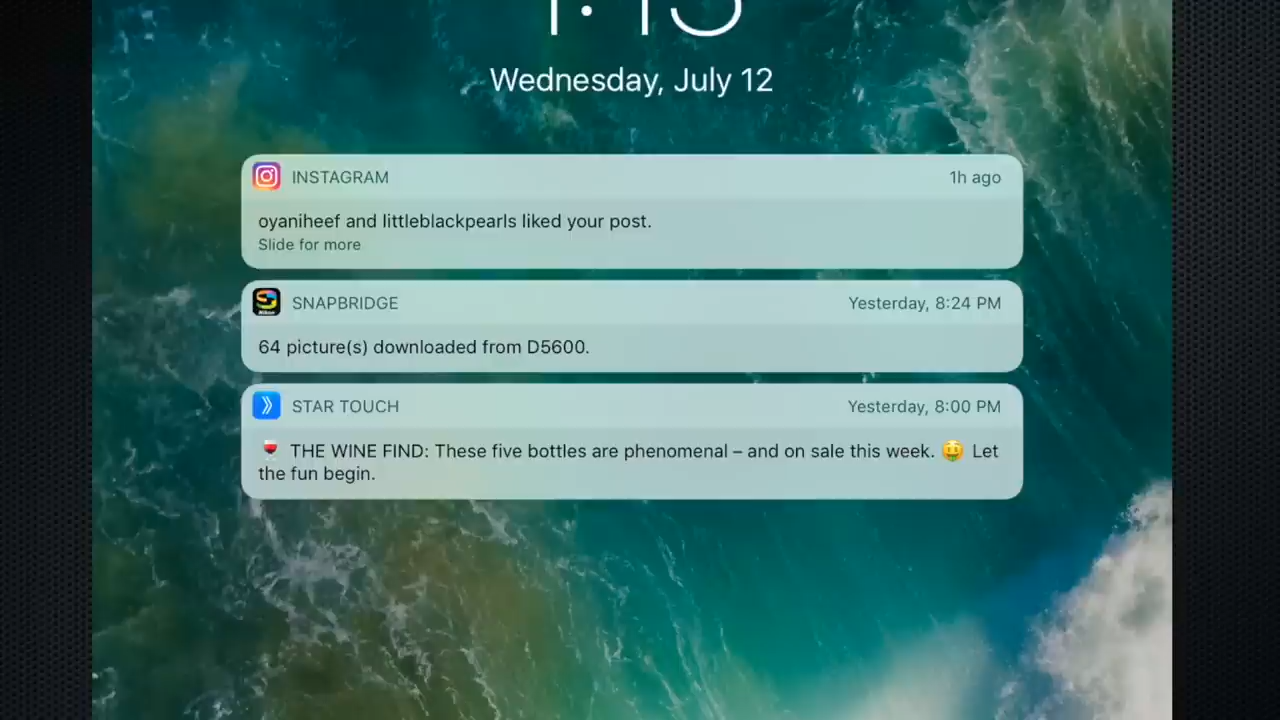 Wednesday, July 12
INSTAGRAM 1h ago
oyaniheef and littleblackpearls liked your post.
Slide for more
Nikon
SNAPBRIDGE Yesterday, 8:24 PM
64 picture(s) downloaded from D5600.
STAR TOUCH Yesterday, 8:00 PM
🍷 THE WINE FIND: These five bottles are phenomenal – and on sale this week. 🤑 Let
the fun begin.